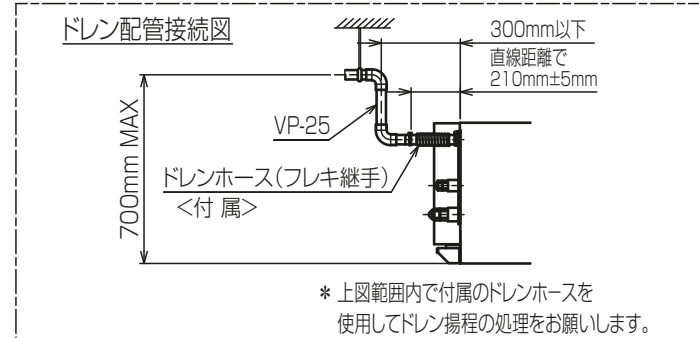 ドレン配管接続図
300mm以下
直線距離で
210mm±5mm
VP-25
700mm MAX
ドレンホース(フレキ継手)
<付 属>
* 上図範囲内で付属のドレンホースを
使用してドレン揚程の処理をお願いします。